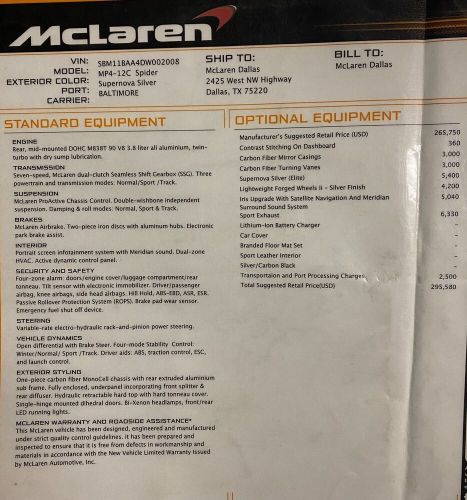 McLaren
VIN: SBM11BAA4DW002008
MODEL: MP4-12C Spider
EXTERIOR COLOR: Supernova Silver
PORT: BALTIMORE
CARRIER:
SHIP TO:
McLaren Dallas
2425 West NW Highway
Dallas, TX 75220
BILL TO:
McLaren Dallas
STANDARD EQUIPMENT
ENGINE
Rear, mid-mounted DOHC M838T 90 V8 3.8 liter all aluminium, twin-
turbo with dry sump lubrication.
TRANSMISSION
Seven-speed, McLaren dual-clutch Seamless Shift Gearbox (SSG). Three
powertrain and transmission modes: Normal/Sport /Track.
SUSPENSION
McLaren ProActive Chassis Control. Double-wishbone independent
suspension. Damping & roll modes: Normal, Sport & Track.
BRAKES
McLaren Airbrake. Two-piece iron discs with aluminum hubs. Electronic
park brake assist.
INTERIOR
Portrait screen infotainment system with Meridian sound. Dual-zone
HVAC. Active dynamic control panel.
SECURITY AND SAFETY
Four-zone alarm: doors/engine cover/luggage compartment/rear
tonneau. Tilt sensor with electronic immobilizer. Driver/passenger
airbag, knee airbags, side head airbags. Hill Hold, ABS-EBD, ASR, ESR.
Passive Rollover Protection System (ROPS). Brake pad wear sensor.
Emergency fuel shut off device.
STEERING
Variable-rate electro-hydraulic rack-and-pinion power steering.
VEHICLE DYNAMICS
Open differential with Brake Steer. Four-mode Stability Control:
Winter/Normal/ Sport /Track. Driver aids: ABS, traction control, ESC,
and launch control.
EXTERIOR STYLING
One-piece carbon fiber MonoCell chassis with rear extruded aluminium
sub frame. Fully enclosed, underpanel incorporating front splitter &
rear diffuser. Hydraulic retractable hard top with hard tonneau cover.
Single-hinge mounted dihedral doors. Bi-Xenon headlamps, front/rear
LED running lights.
MCLAREN WARRANTY AND ROADSIDE ASSISTANCE*
This McLaren vehicle has been designed, engineered and manufactured
under strict quality control guidelines. It has been prepared and
inspected to ensure that it is free from defects in workmanship and
materials in accordance with the New Vehicle Limited Warranty Issued
by McLaren Automotive, Inc.
OPTIONAL EQUIPMENT
Manufacturer's Suggested Retail Price (USD) 265,750
Contrast Stitching On Dashboard 360
Carbon Fiber Mirror Casings 3,000
Carbon Fiber Turning Vanes 3,000
Supernova Silver (Elite) 5,400
Lightweight Forged Wheels II - Silver Finish 4,200
Iris Upgrade With Satellite Navigation And Meridian 5,040
Surround Sound System
Sport Exhaust 6,330
Lithium-Ion Battery Charger -
Car Cover -
Branded Floor Mat Set -
Sport Leather Interior -
Silver/Carbon Black -
Transportation and Port Processing Charges 2,500
Total Suggested Retail Price(USD) 295,580